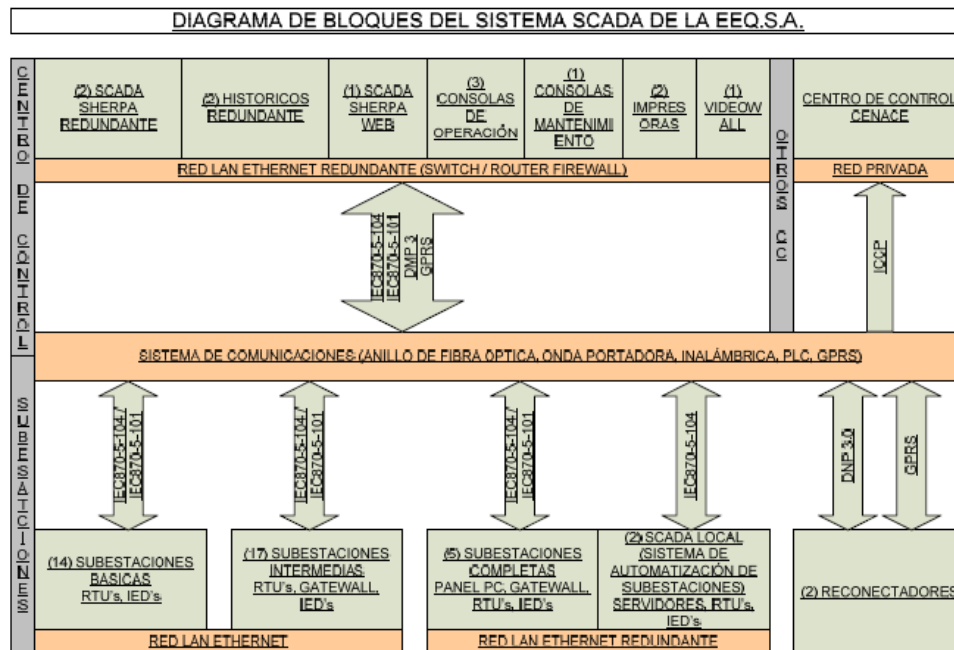 DIAGRAMA DE BLOQUES DEL SISTEMA SCADA DE LA EEQ.S.A.
CENTRO DE CONTROL
(2) SCADA
SHERPA
REDUNDANTE
(2) HISTORICOS
REDUNDANTE
(1) SCADA
SHERPA
WEB
(3)
CONSOLAS
DE
OPERACIÓN
(1)
CONSOLAS
DE
MANTENIMI
ENTO
(2)
IMPRES
ORAS
(1)
VIDEOW
ALL
OTROS CC
CENTRO DE CONTROL
CENACE
RED LAN ETHERNET REDUNDANTE (SWITCH / ROUTER FIREWALL)
RED PRIVADA
IEC870-5-104
IEC870-5-101
DMP 3
GPRS
ICCP
SISTEMA DE COMUNICACIONES (ANILLO DE FIBRA OPTICA, ONDA PORTADORA, INALÁMBRICA, PLC, GPRS)
SUBESATCIONES
IEC870-5-104 /
IEC870-5-101
IEC870-5-104 /
IEC870-5-101
IEC870-5-104 /
IEC870-5-101
IEC870-5-104
DNP 3.0
GPRS
(14) SUBESTACIONES
BASICAS
RTU's, IED's
(17) SUBESTACIONES
INTERMEDIAS
RTU's, GATEWALL,
IED's
(5) SUBESTACIONES
COMPLETAS
PANEL PC, GATEWALL,
RTU's, IED's
(2) SCADA LOCAL
(SISTEMA DE
AUTOMATIZACIÓN DE
SUBESTACIONES)
SERVIDORES, RTU's,
IED's
(2) RECONECTADORES
RED LAN ETHERNET
RED LAN ETHERNET REDUNDANTE